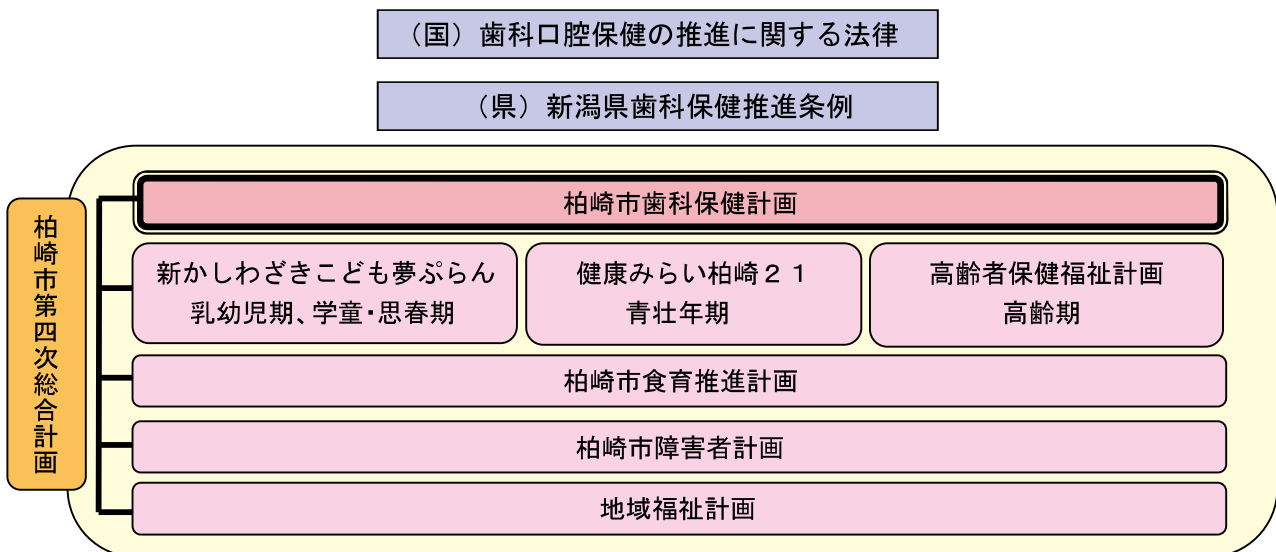 （国）歯科口腔保健の推進に関する法律
（県）新潟県歯科保健推進条例
柏崎市第四次総合計画
柏崎市歯科保健計画
新かしわざきこども夢ぷらん
乳幼児期、学童・思春期
健康みらい柏崎２１
青壮年期
高齢者保健福祉計画
高齢期
柏崎市食育推進計画
柏崎市障害者計画
地域福祉計画